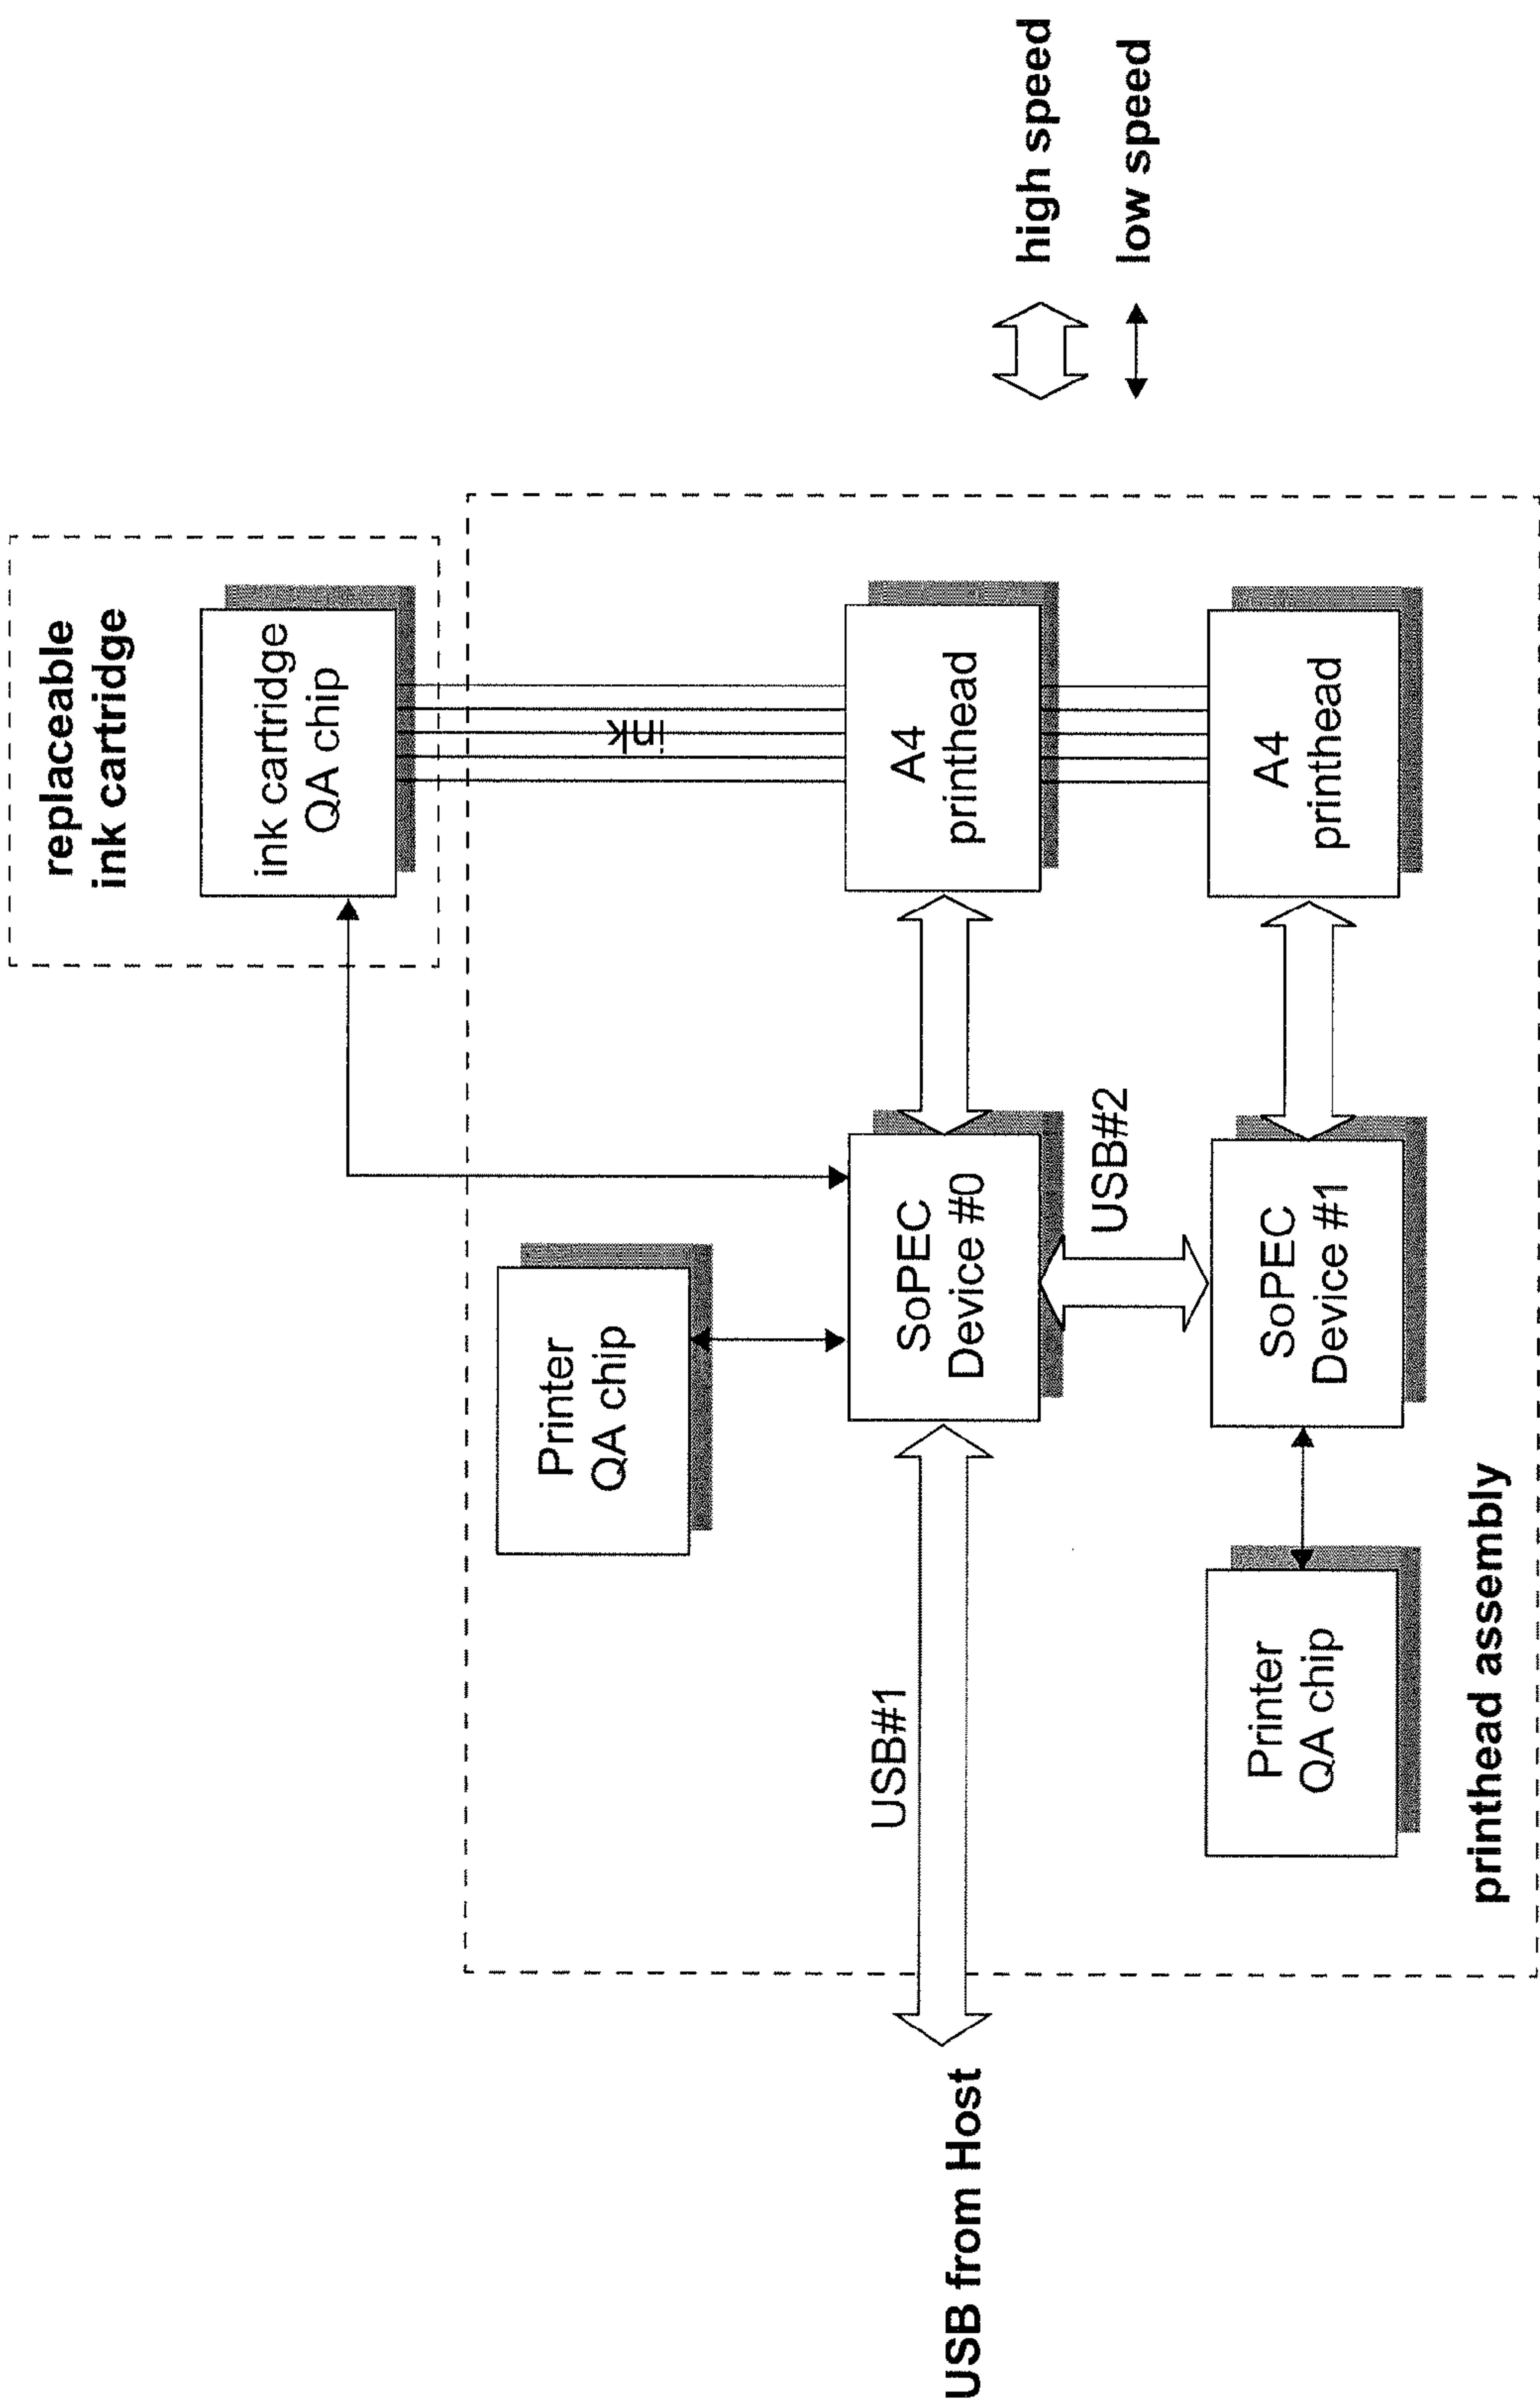 replaceable
ink cartridge
ink cartridge
QA chip
ink
Printer
QA chip
USB#1
SoPEC
Device #0
A4
printhead
high speed
low speed
USB from Host
USB#2
Printer
QA chip
SoPEC
Device #1
A4
printhead
printhead assembly